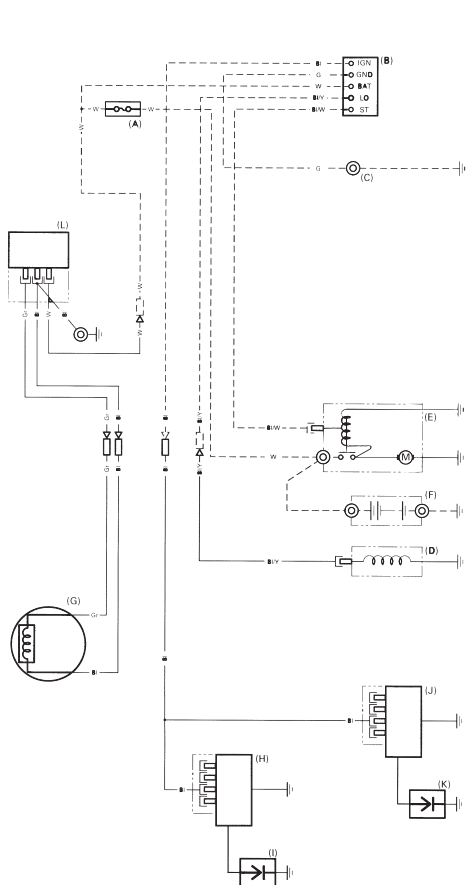 Bl IGN (B)
G GND
W BAT
Bl/Y LO
Bl/W ST
W W
(A)
W
G
(C)
(L)
W
Gr Bl W Bl
W
(E)
Gr Bl Bl Bl/Y
Bl/W
W M
Gr Bl Bl Bl/Y
(F)
(D)
Bl/Y
(G)
Gr
Bl
Bl
(J)
Bl
(H)
(K)
Bl
(I)